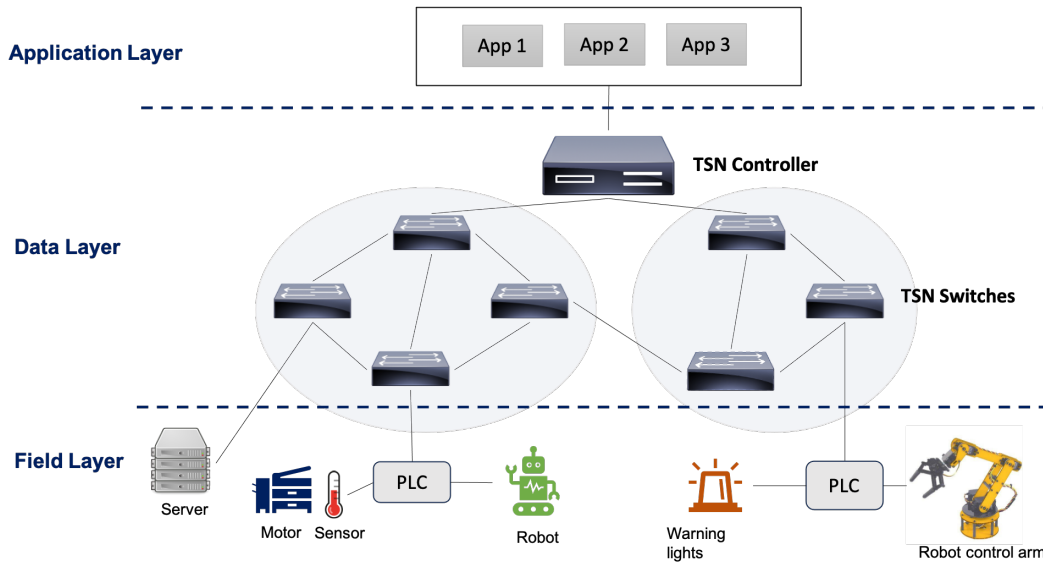 Application Layer
App 1
App 2
App 3
TSN Controller
Data Layer
TSN Switches
Field Layer
Server
Motor
Sensor
PLC
Robot
Warning
lights
PLC
Robot control arm